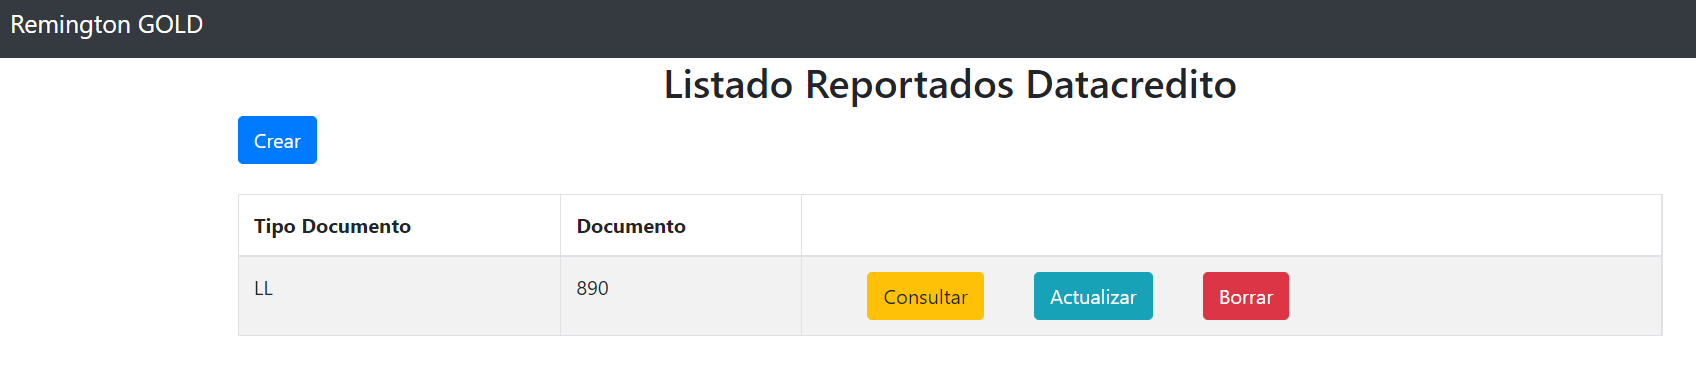 Remington GOLD
Listado Reportados Datacredito
Crear
Tipo Documento Documento
LL 890 Consultar Actualizar Borrar